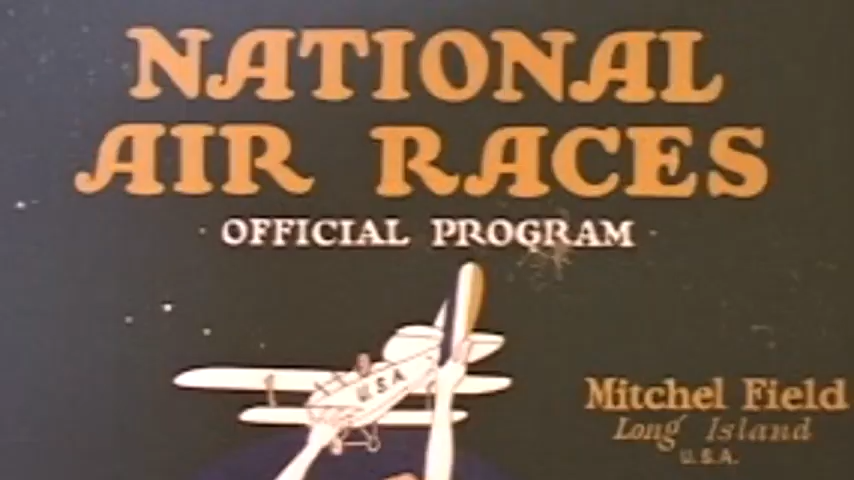 NATIONAL
AIR RACES
OFFICIAL PROGRAM
U.S.A.
Mitchel Field
Long Island
U.S.A.